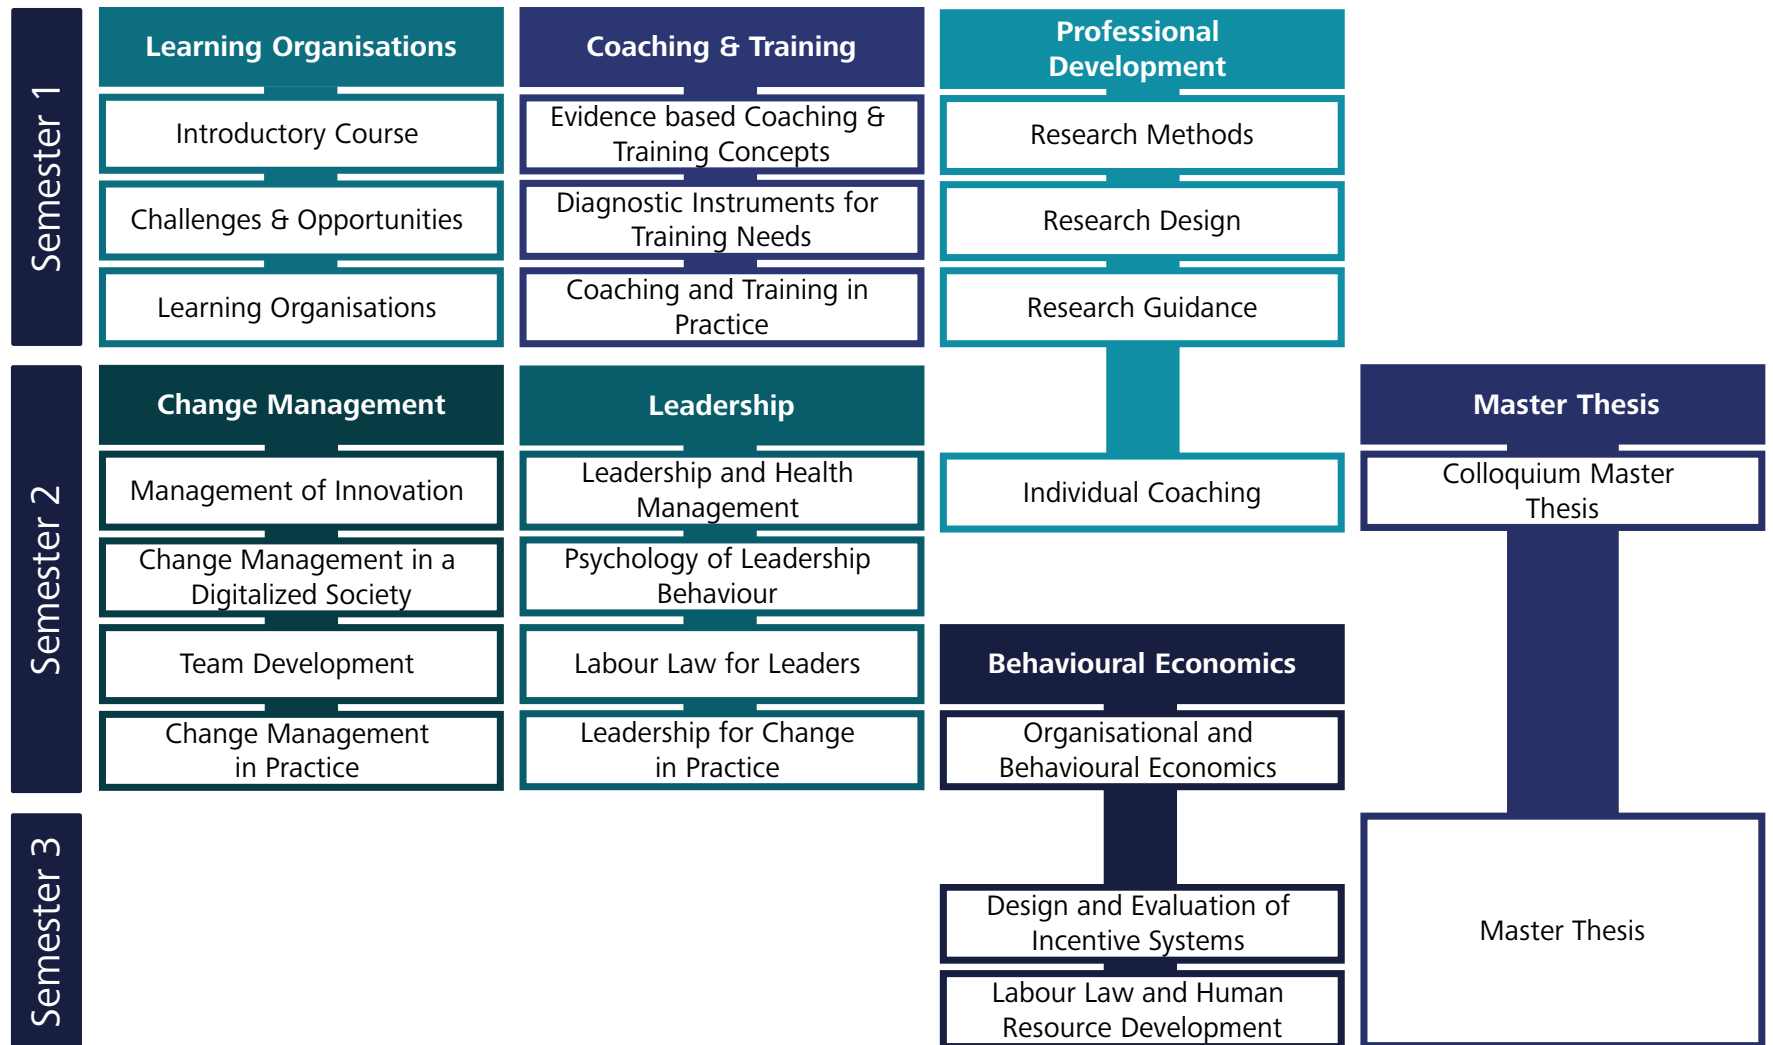 Semester 1
Learning Organisations
Introductory Course
Challenges & Opportunities
Learning Organisations
Coaching & Training
Evidence based Coaching &
Training Concepts
Diagnostic Instruments for
Training Needs
Coaching and Training in
Practice
Professional
Development
Research Methods
Research Design
Research Guidance
Semester 2
Change Management
Management of Innovation
Change Management in a
Digitalized Society
Team Development
Change Management
in Practice
Leadership
Leadership and Health
Management
Psychology of Leadership
Behaviour
Labour Law for Leaders
Leadership for Change
in Practice
Individual Coaching
Behavioural Economics
Organisational and
Behavioural Economics
Master Thesis
Colloquium Master
Thesis
Semester 3
Design and Evaluation of
Incentive Systems
Labour Law and Human
Resource Development
Master Thesis